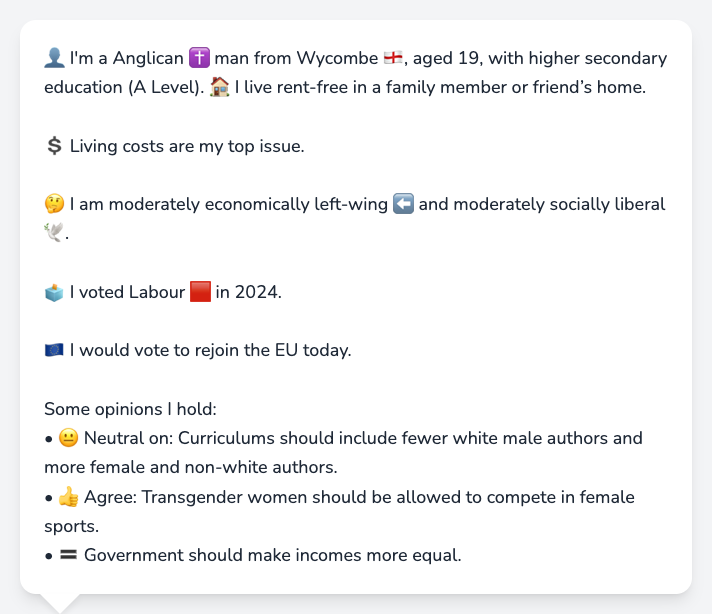 👤 I'm a Anglican ✝️ man from Wycombe 🏴󠁧󠁢󠁥󠁮󠁧󠁿, aged 19, with higher secondary
education (A Level). 🏠 I live rent-free in a family member or friend’s home.
💲 Living costs are my top issue.
🤔 I am moderately economically left-wing ⬅️ and moderately socially liberal
🕊️.
🗳️ I voted Labour 🟥 in 2024.
🇪🇺 I would vote to rejoin the EU today.
Some opinions I hold:
• 😐 Neutral on: Curriculums should include fewer white male authors and
more female and non-white authors.
• 👍 Agree: Transgender women should be allowed to compete in female
sports.
• 🟰 Government should make incomes more equal.